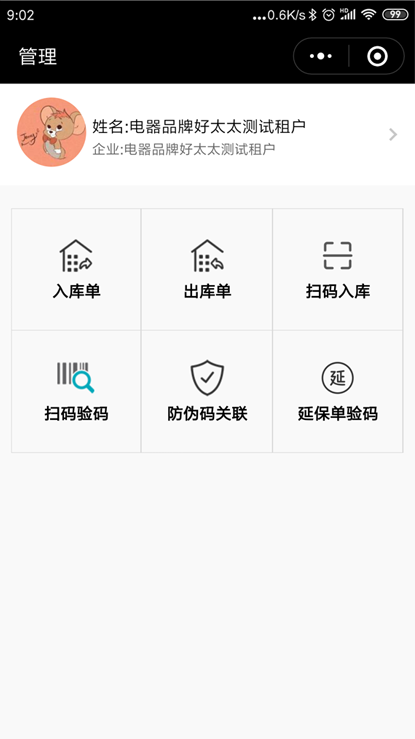 9:02
...0.6K/s
HD
99
管理
姓名:电器品牌好太太测试租户
企业:电器品牌好太太测试租户
入库单
出库单
扫码入库
延
扫码验码
防伪码关联
延保单验码